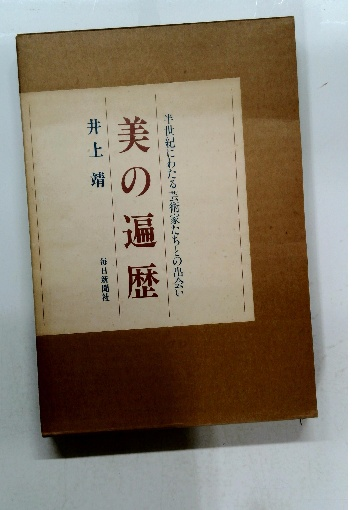 半世紀にわたる芸術家たちとの出会い
美の遍歴
井上靖
毎日新聞社